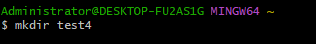 Administrator@DESKTOP-FU2AS1G MINGW64 ~
$ mkdir test4